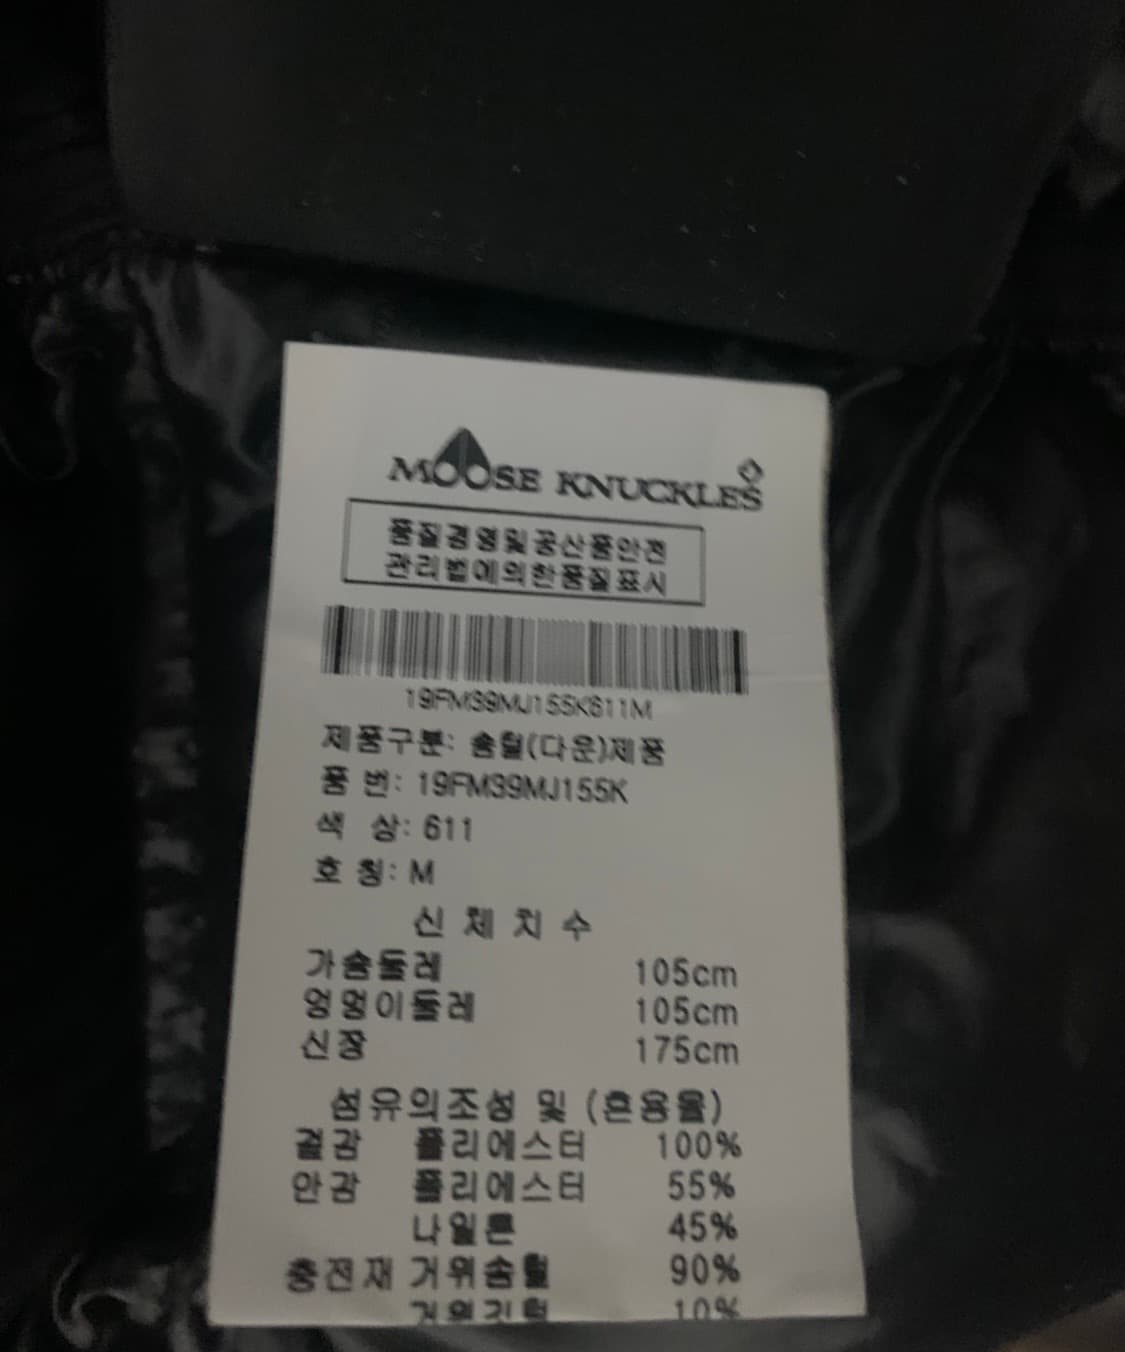 MOOSE KNUCKLES
품질경영및공산품안전
관리법에의한품질표시
19FM39MJ155K611M
제품구분: 솜털(다운)제품
품 번: 19FM39MJ155K
색 상: 611
호 칭: M
신 체 치 수
가슴둘레 105cm
엉덩이둘레 105cm
신장 175cm
섬유의조성 및 (혼용율)
겉감 폴리에스터 100%
안감 폴리에스터 55%
나일론 45%
충전재 거위솜털 90%
거위깃털 10%